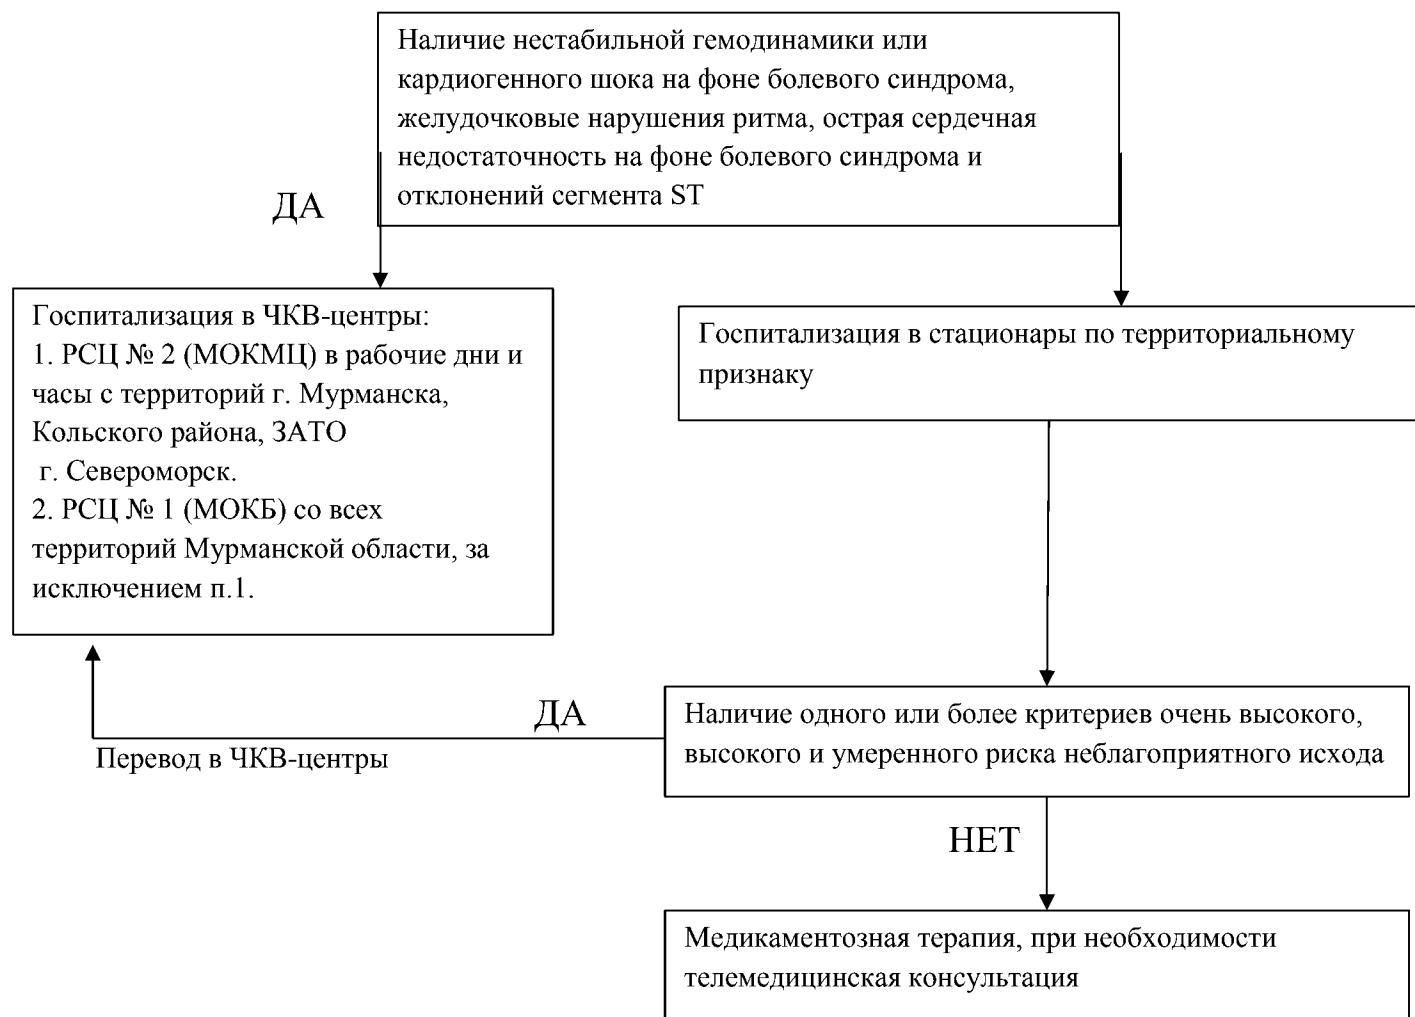 Наличие нестабильной гемодинамики или
кардиогенного шока на фоне болевого синдрома,
желудочковые нарушения ритма, острая сердечная
недостаточность на фоне болевого синдрома и
отклонений сегмента ST
ДА
Госпитализация в ЧКВ-центры:
1. РСЦ № 2 (МОКМЦ) в рабочие дни и
часы с территорий г. Мурманска,
Кольского района, ЗАТО
г. Североморск.
2. РСЦ № 1 (МОКБ) со всех
территорий Мурманской области, за
исключением п.1.
Госпитализация в стационары по территориальному
признаку
ДА
Перевод в ЧКВ-центры
Наличие одного или более критериев очень высокого,
высокого и умеренного риска неблагоприятного исхода
НЕТ
Медикаментозная терапия, при необходимости
телемедицинская консультация